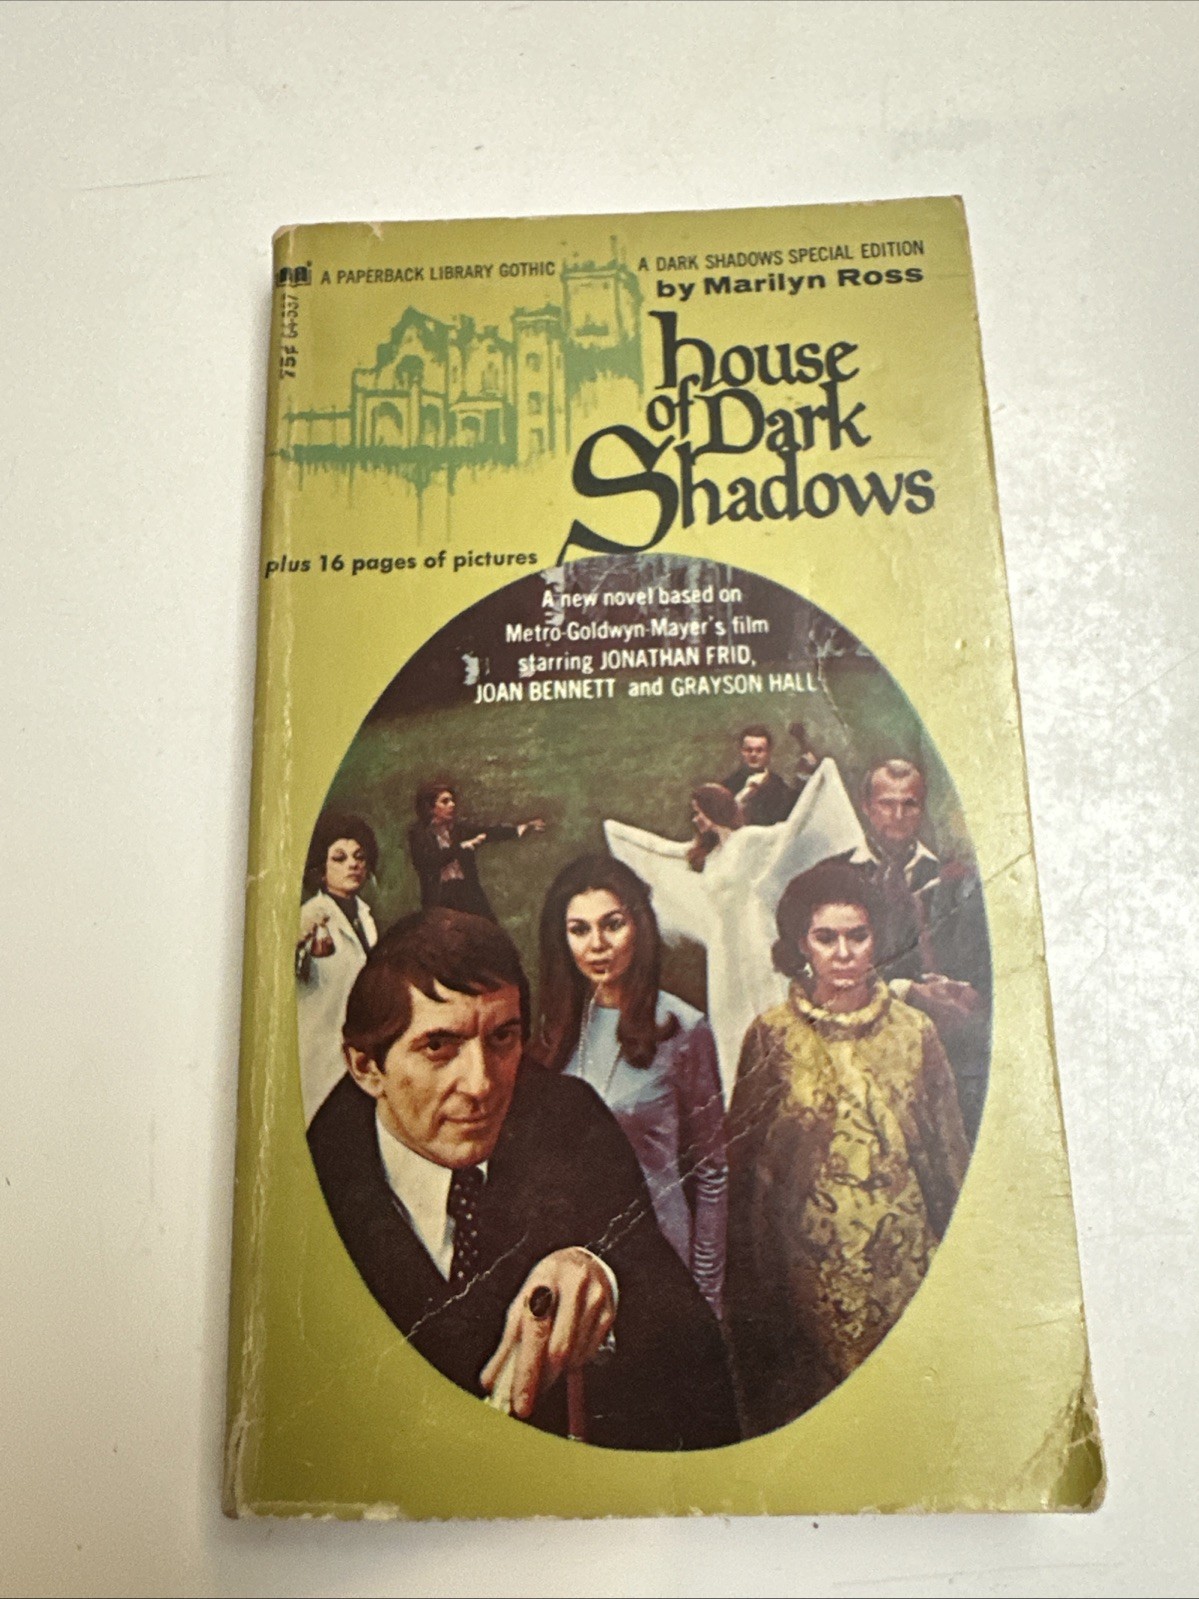 A PAPERBACK LIBRARY GOTHIC
A DARK SHADOWS SPECIAL EDITION
by Marilyn Ross
house
of Dark
Shadows
plus 16 pages of pictures
A new novel based on
Metro-Goldwyn-Mayer's film
starring JONATHAN FRID,
JOAN BENNETT and GRAYSON HALL